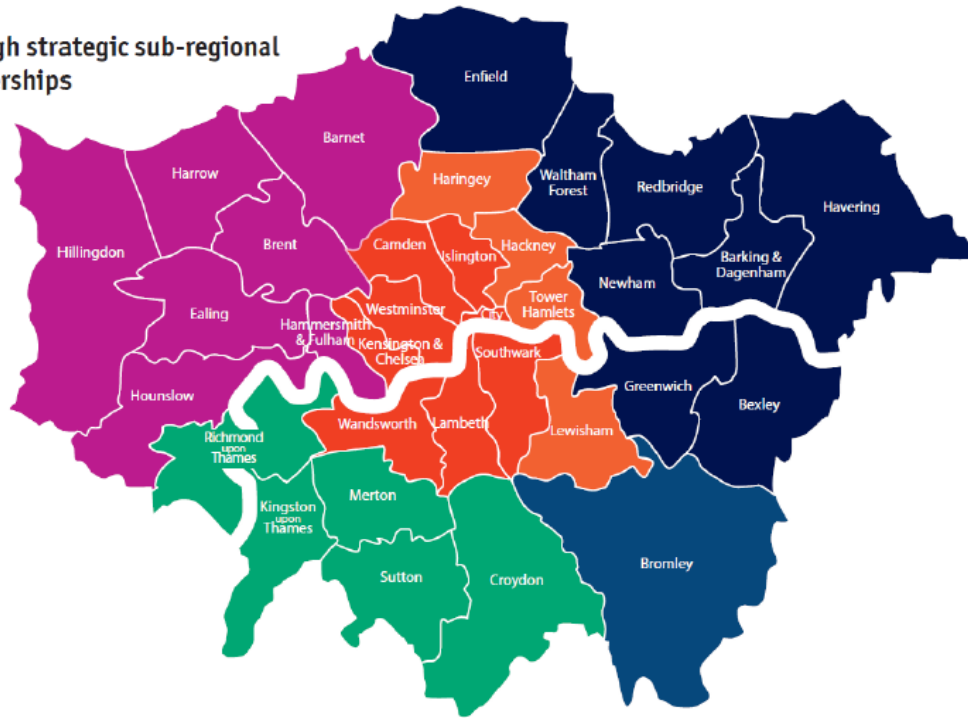 gh strategic sub-regional
erships
Enfield
Barnet
Harrow
Haringey
Waltham
Forest
Redbridge
Havering
Hillingdon
Brent
Camden
Islington
Hackney
Newham
Barking &
Dagenham
Ealing
Westminster
City
Tower
Hamlets
Hammersmith
& Fulham
Kensington &
Chelsea
Southwark
Hounslow
Greenwich
Bexley
Wandsworth
Lambeth
Lewisham
Richmond
upon
Thames
Kingston
upon
Thames
Merton
Sutton
Croydon
Bromley